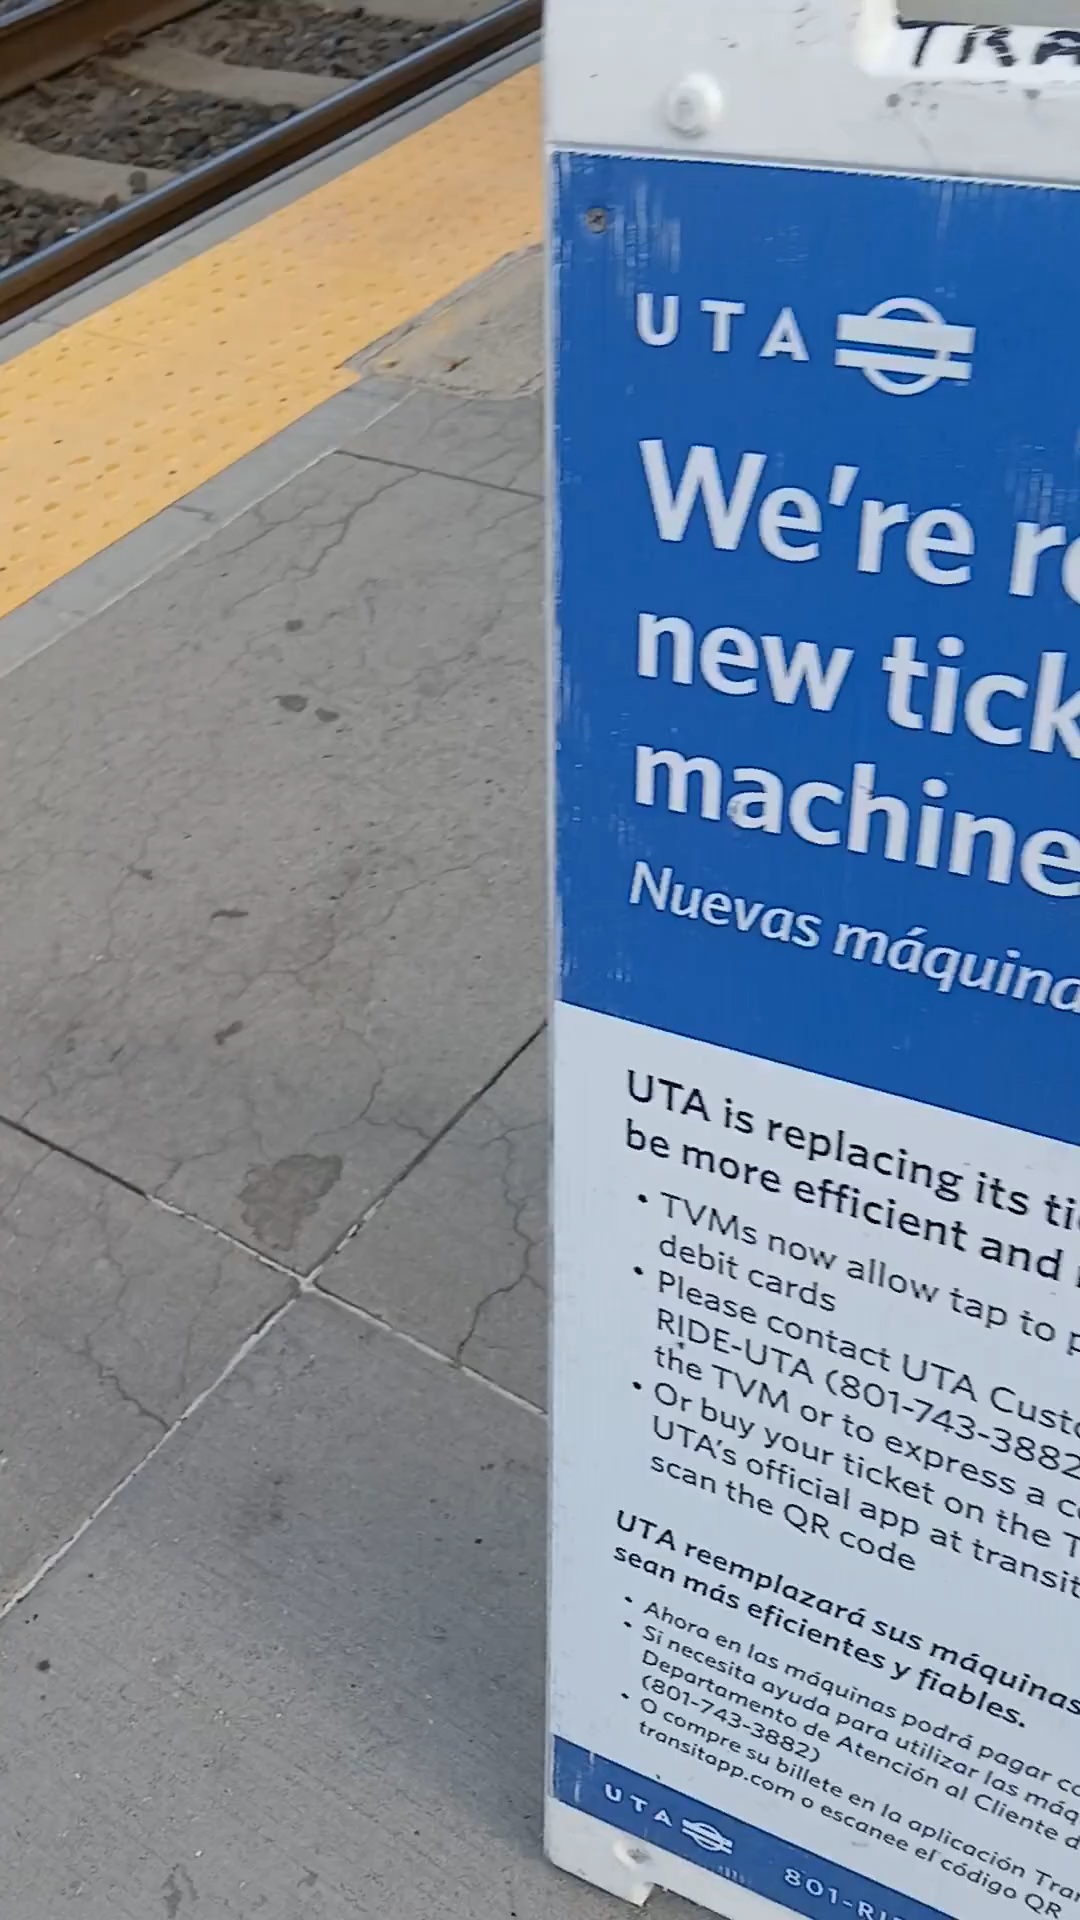 TRA
UTA
We're re
new tick
machine
Nuevas máquina
UTA is replacing its ti
be more efficient and
• TVMs now allow tap to p
debit cards
• Please contact UTA Custo
RIDE-UTA (801-743-3882
the TVM or to express a co
• Or buy your ticket on the T
UTA's official app at transit
scan the QR code
UTA reemplazará sus máquinas
sean más eficientes y fiables.
• Ahora en las máquinas podrá pagar co
• Si necesita ayuda para utilizar las máq
Departamento de Atención al Cliente d
(801-743-3882)
• O compre su billete en la aplicación Tran
transitapp.com o escanee el código QR
UTA 801-RI